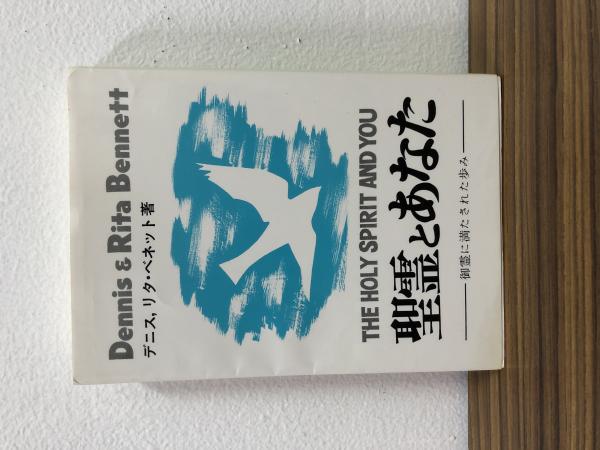 Dennis & Rita Bennett
デニス, リタ・ベネット著
THE HOLY SPIRIT AND YOU
聖霊とあなた
——御霊に満たされた歩み——